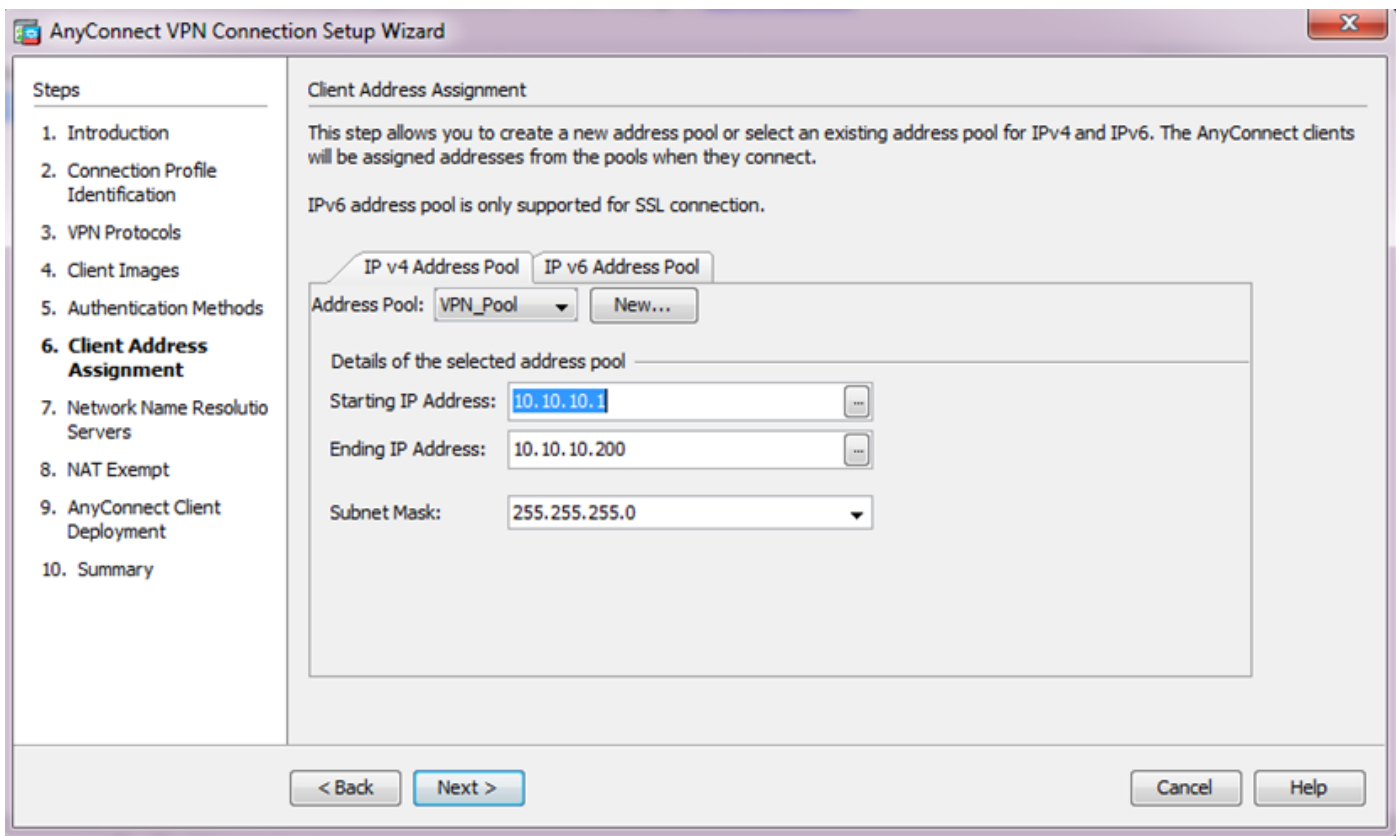 AnyConnect VPN Connection Setup Wizard
Steps
1. Introduction
2. Connection Profile
Identification
3. VPN Protocols
4. Client Images
5. Authentication Methods
6. Client Address
Assignment
7. Network Name Resolutio
Servers
8. NAT Exempt
9. AnyConnect Client
Deployment
10. Summary
Client Address Assignment
This step allows you to create a new address pool or select an existing address pool for IPv4 and IPv6. The AnyConnect clients
will be assigned addresses from the pools when they connect.
IPv6 address pool is only supported for SSL connection.
IP v4 Address Pool IP v6 Address Pool
Address Pool: VPN_Pool New...
Details of the selected address pool
Starting IP Address: 10.10.10.1 ...
Ending IP Address: 10.10.10.200 ...
Subnet Mask: 255.255.255.0
< Back Next > Cancel Help